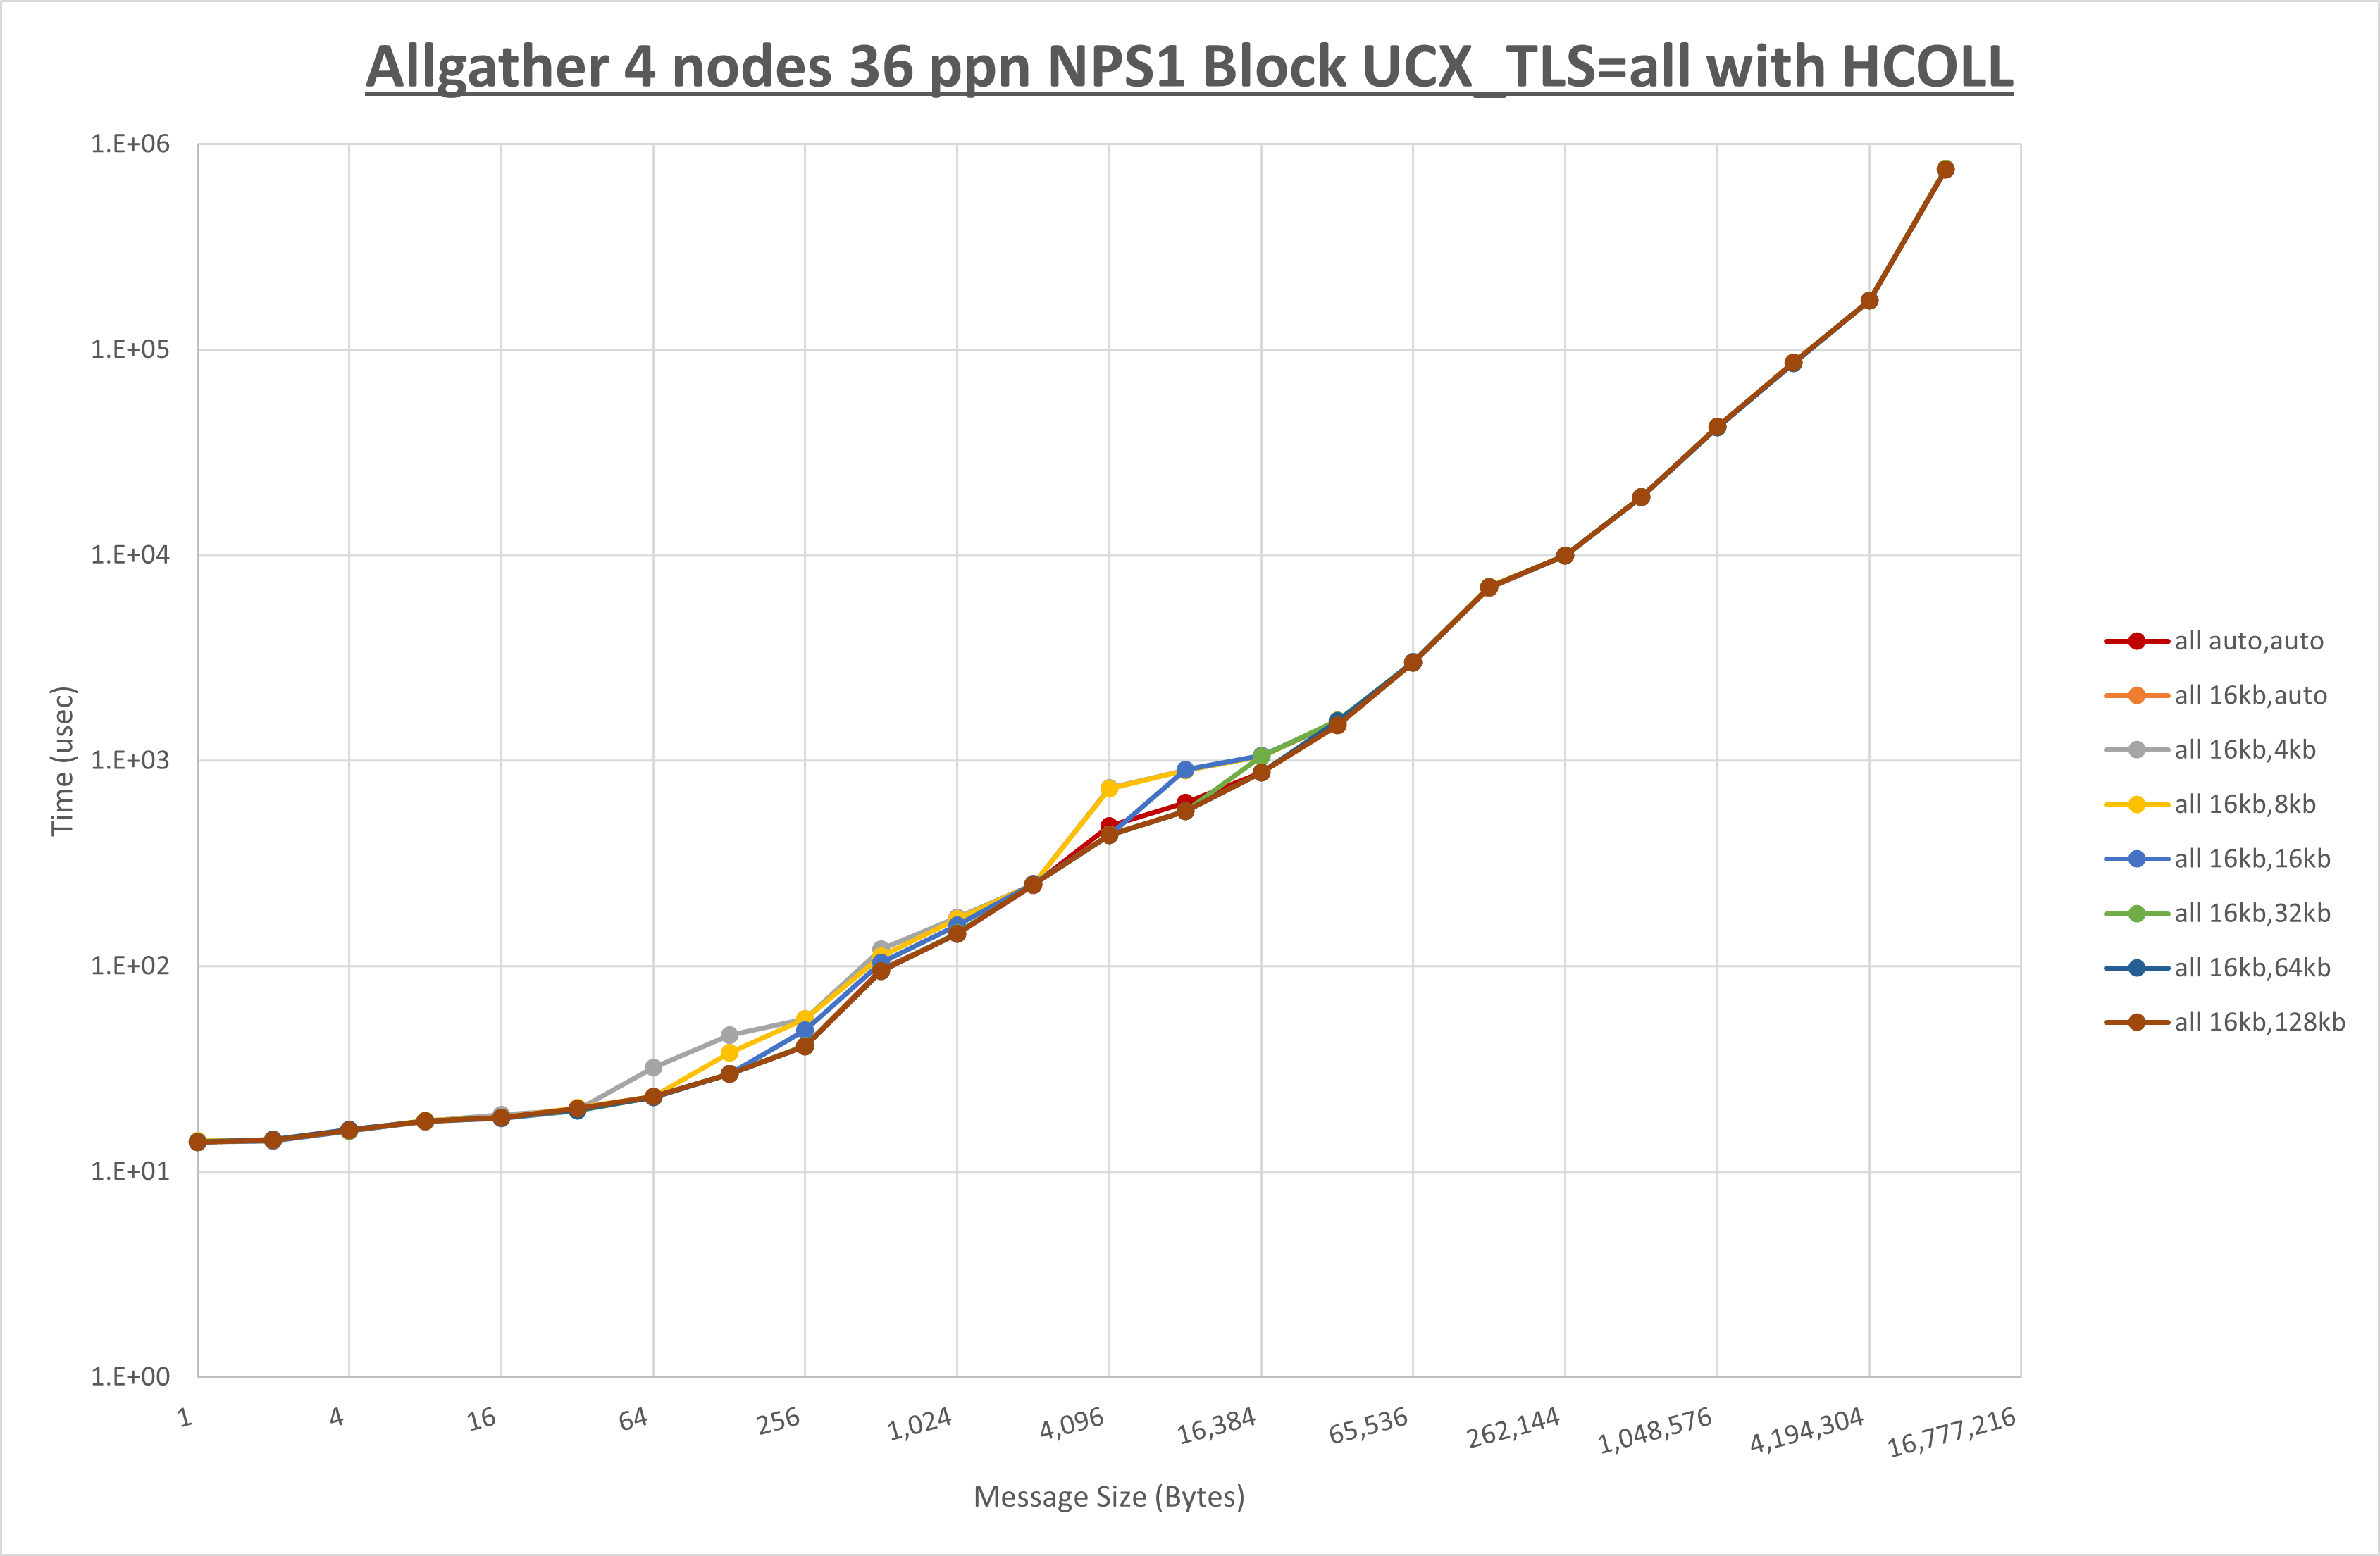 Allgather 4 nodes 36 ppn NPS1 Block UCX_TLS=all with HCOLL
1.E+06
1.E+05
1.E+04
1.E+03
1.E+02
1.E+01
1.E+00
Time (usec)
1
4
16
64
256
1,024
4,096
16,384
65,536
262,144
1,048,576
4,194,304
16,777,216
Message Size (Bytes)
all auto,auto
all 16kb,auto
all 16kb,4kb
all 16kb,8kb
all 16kb,16kb
all 16kb,32kb
all 16kb,64kb
all 16kb,128kb